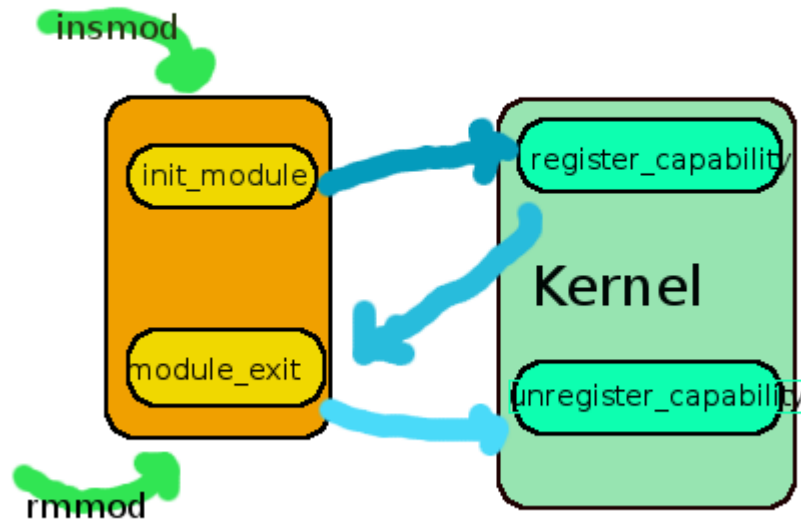 insmod
init_module
register_capability
Kernel
module_exit
unregister_capability
rmmod